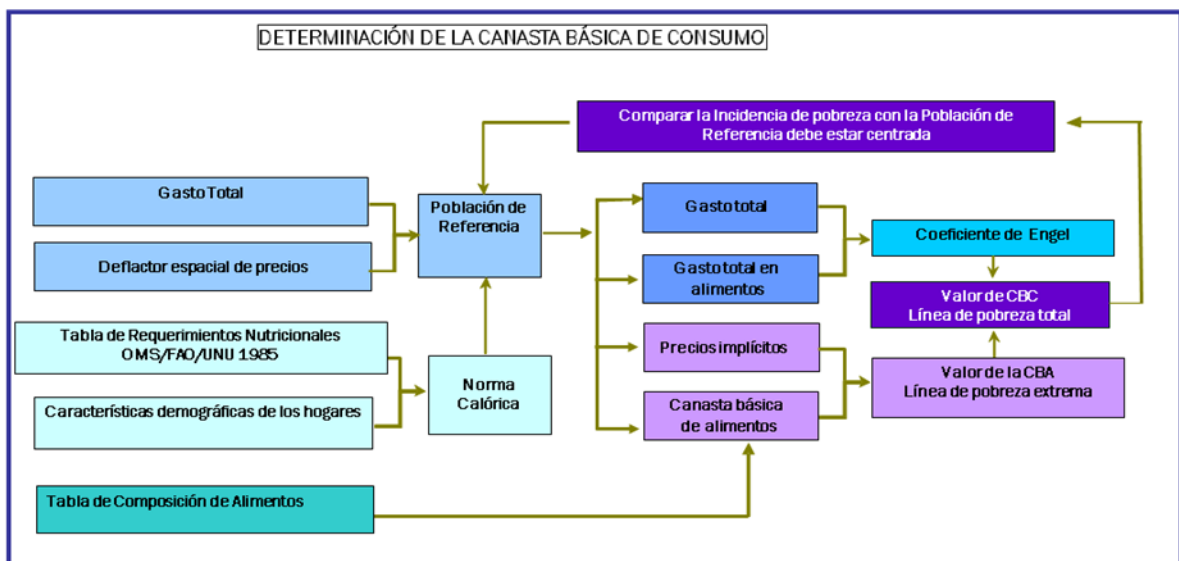 DETERMINACIÓN DE LA CANASTA BÁSICA DE CONSUMO
Comparar la Incidencia de pobreza con la Población de
Referencia debe estar centrada
Gasto Total
Deflactor espacial de precios
Población de
Referencia
Gasto total
Gasto total en
alimentos
Coeficiente de Engel
Valor de CBC
Línea de pobreza total
Tabla de Requerimientos Nutricionales
OMS/FAO/UNU 1985
Características demográficas de los hogares
Norma
Calórica
Precios implícitos
Canasta básica
de alimentos
Valor de la CBA
Línea de pobreza extrema
Tabla de Composición de Alimentos